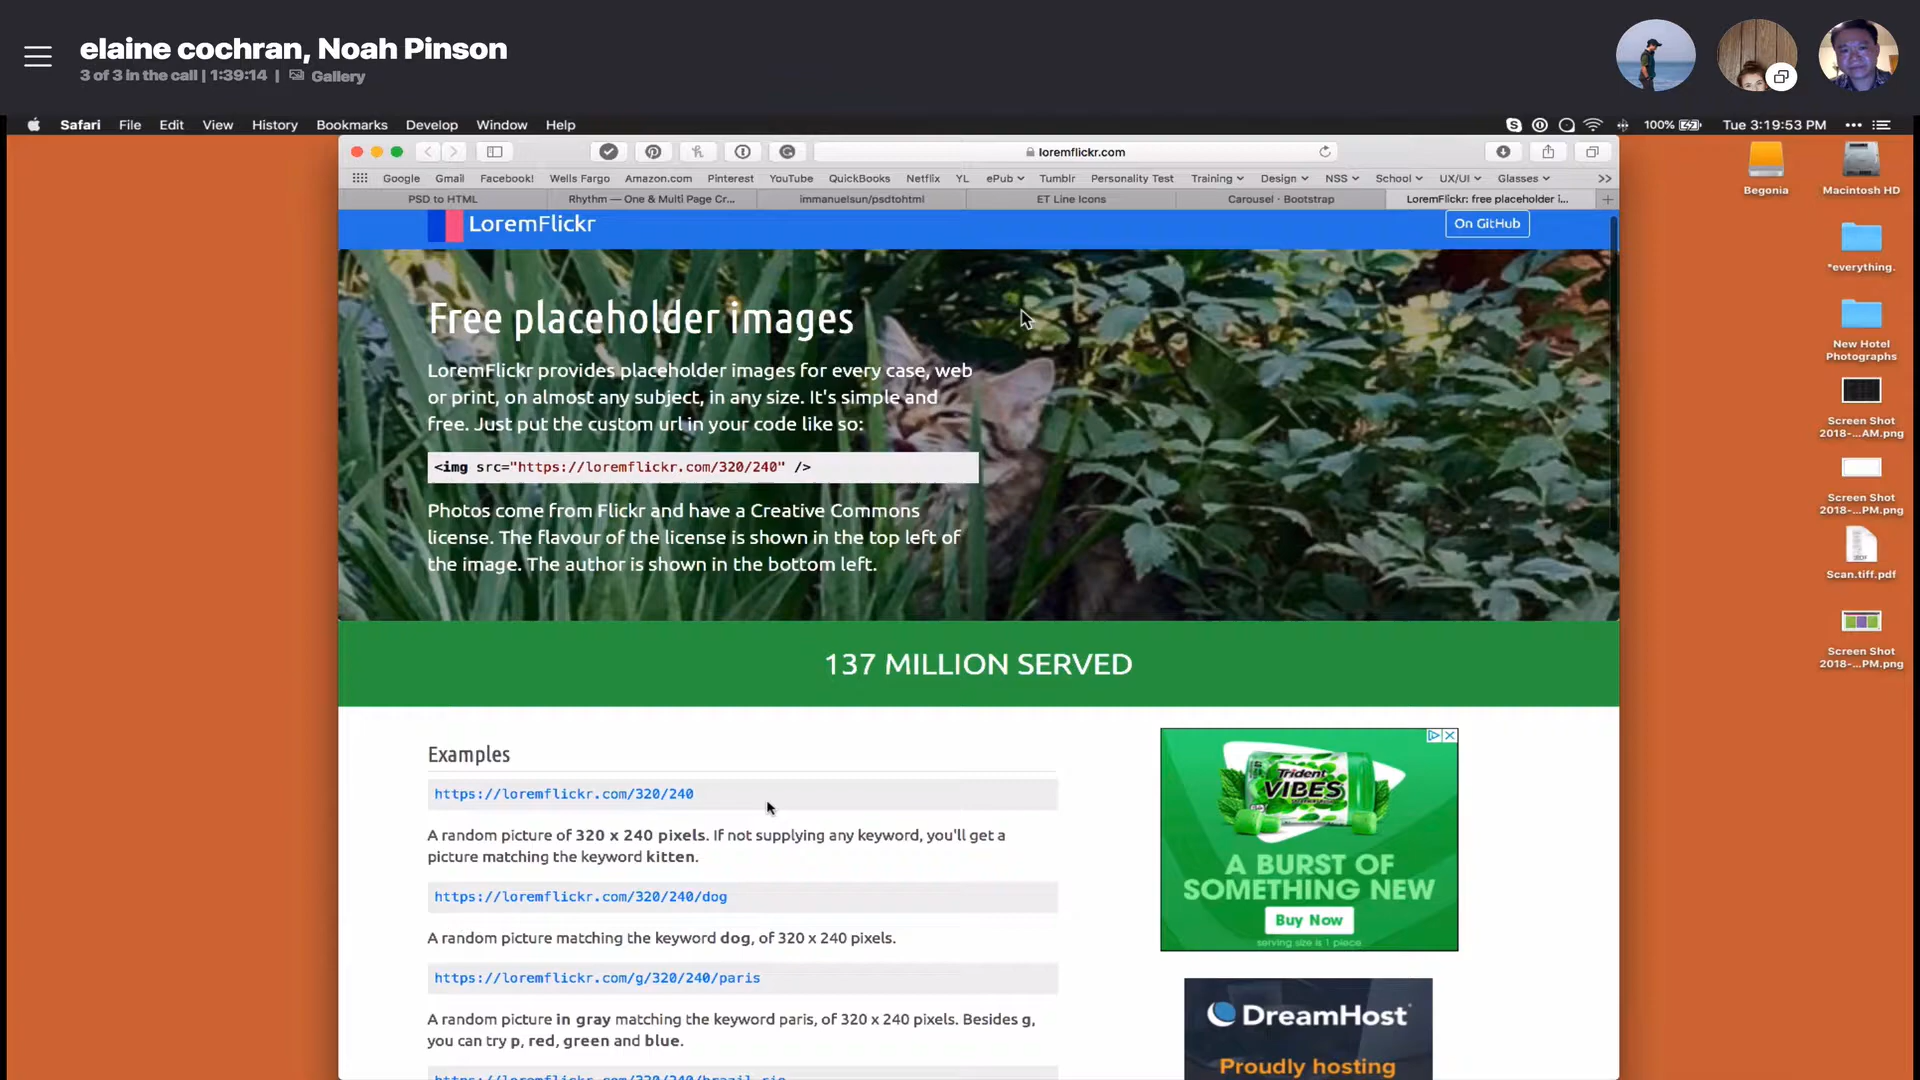 elaine cochran, Noah Pinson
3 of 3 in the call | 1:39:14 | Gallery
Safari File Edit View History Bookmarks Develop Window Help
100% Tue 3:19:53 PM
loremflickr.com
Google Gmail Facebook! Wells Fargo Amazon.com Pinterest YouTube QuickBooks Netflix YL ePub Tumblr Personality Test Training Design NSS School UX/UI Glasses
PSD to HTML
Rhythm — One & Multi Page Cr...
immanuelsun/psdtohtml
ET Line Icons
Carousel · Bootstrap
LoremFlickr: free placeholder i...
LoremFlickr
On GitHub
Free placeholder images
LoremFlickr provides placeholder images for every case, web
or print, on almost any subject, in any size. It's simple and
free. Just put the custom url in your code like so:
<img src="https://loremflickr.com/320/240" />
Photos come from Flickr and have a Creative Commons
license. The flavour of the license is shown in the top left of
the image. The author is shown in the bottom left.
137 MILLION SERVED
Examples
https://loremflickr.com/320/240
A random picture of 320 x 240 pixels. If not supplying any keyword, you'll get a
picture matching the keyword kitten.
https://loremflickr.com/320/240/dog
A random picture matching the keyword dog, of 320 x 240 pixels.
https://loremflickr.com/g/320/240/paris
A random picture in gray matching the keyword paris, of 320 x 240 pixels. Besides g,
you can try p, red, green and blue.
https://loremflickr.com/320/240/brazil,rio
Trident
VIBES
A BURST OF
SOMETHING NEW
Buy Now
serving size is 1 piece
DreamHost
Proudly hosting
Begonia
Macintosh HD
*everything.
New Hotel
Photographs
Screen Shot
2018-...AM.png
Screen Shot
2018-...PM.png
Scan.tiff.pdf
Screen Shot
2018-...PM.png